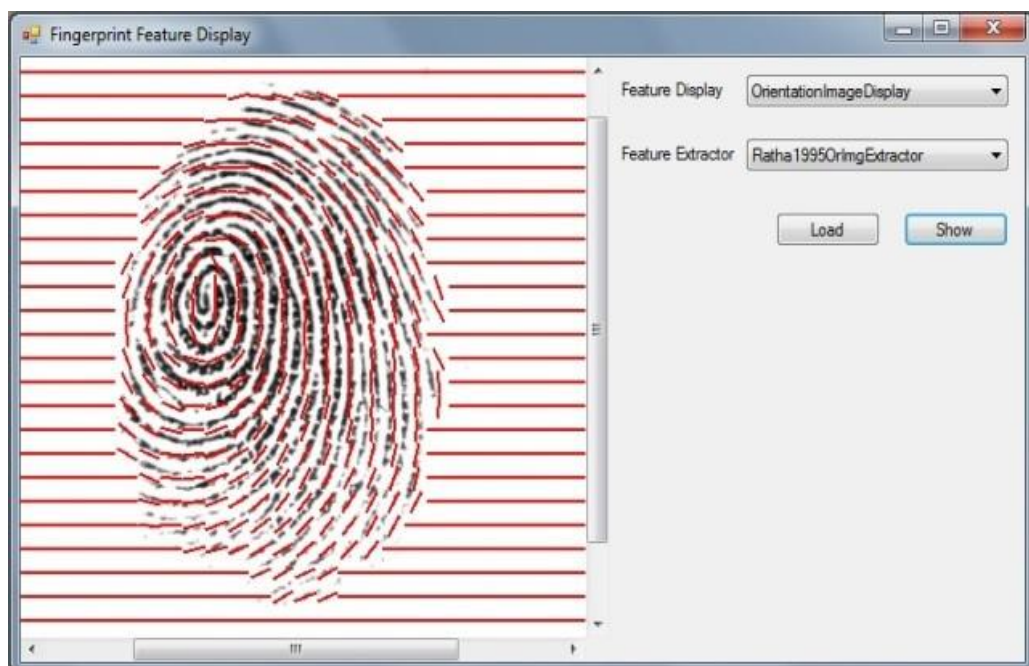 Fingerprint Feature Display
Feature Display OrientationImageDisplay
Feature Extractor Ratha1995OrImgExtractor
Load Show